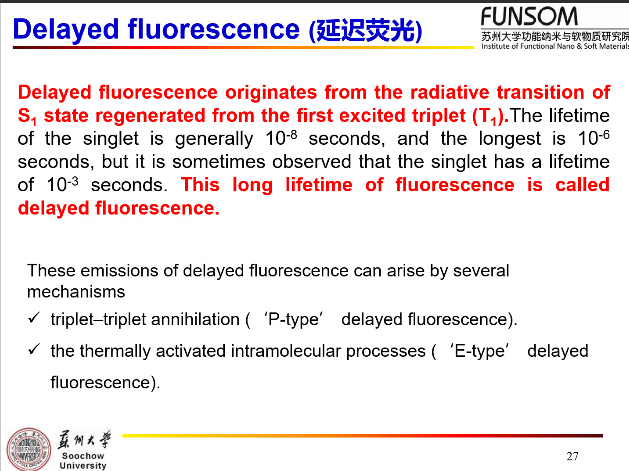 Delayed fluorescence (延迟荧光)
FUNSOM
苏州大学功能纳米与软物质研究院
Institute of Functional Nano & Soft Materials
Delayed fluorescence originates from the radiative transition of
S₁ state regenerated from the first excited triplet (T₁).The lifetime
of the singlet is generally 10⁻⁸ seconds, and the longest is 10⁻⁶
seconds, but it is sometimes observed that the singlet has a lifetime
of 10⁻³ seconds. This long lifetime of fluorescence is called
delayed fluorescence.
These emissions of delayed fluorescence can arise by several
mechanisms
✓ triplet–triplet annihilation (‘P-type’ delayed fluorescence).
✓ the thermally activated intramolecular processes (‘E-type’ delayed
fluorescence).
蘇州大學
Soochow
University
27